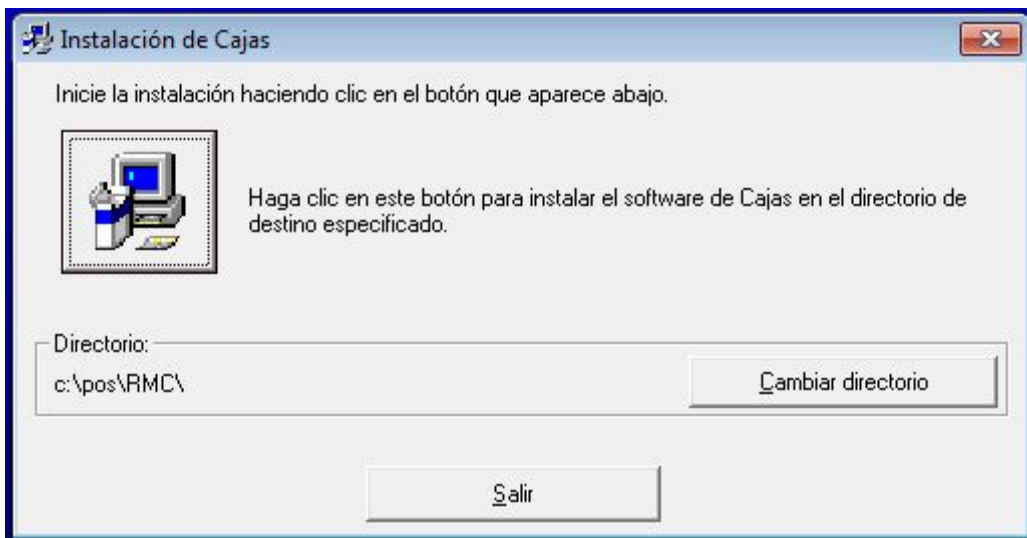 Instalación de Cajas
Inicie la instalación haciendo clic en el botón que aparece abajo.
Haga clic en este botón para instalar el software de Cajas en el directorio de
destino especificado.
Directorio:
c:\pos\RMC\
Cambiar directorio
Salir